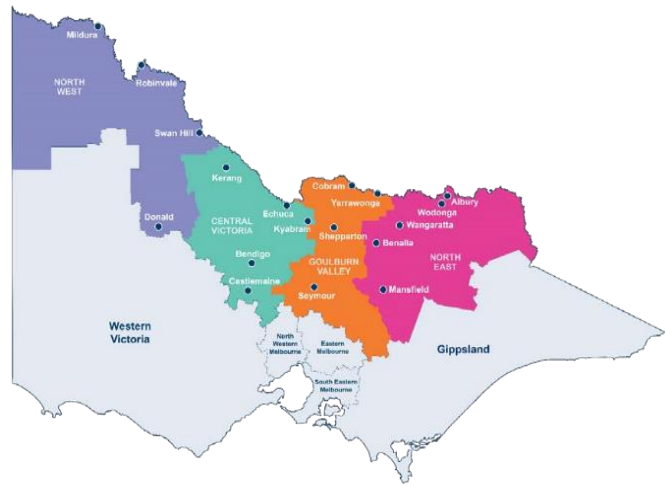 Mildura
NORTH
WEST
Robinvale
Swan Hill
Kerang
Donald
Echuca
CENTRAL
VICTORIA
Kyabram
Bendigo
Castlemaine
Cobram
Yarrawonga
Shepparton
GOULBURN
VALLEY
Seymour
Albury
Wodonga
Wangaratta
Benalla
NORTH
EAST
Mansfield
Western
Victoria
North
Western
Melbourne
Eastern
Melbourne
South Eastern
Melbourne
Gippsland